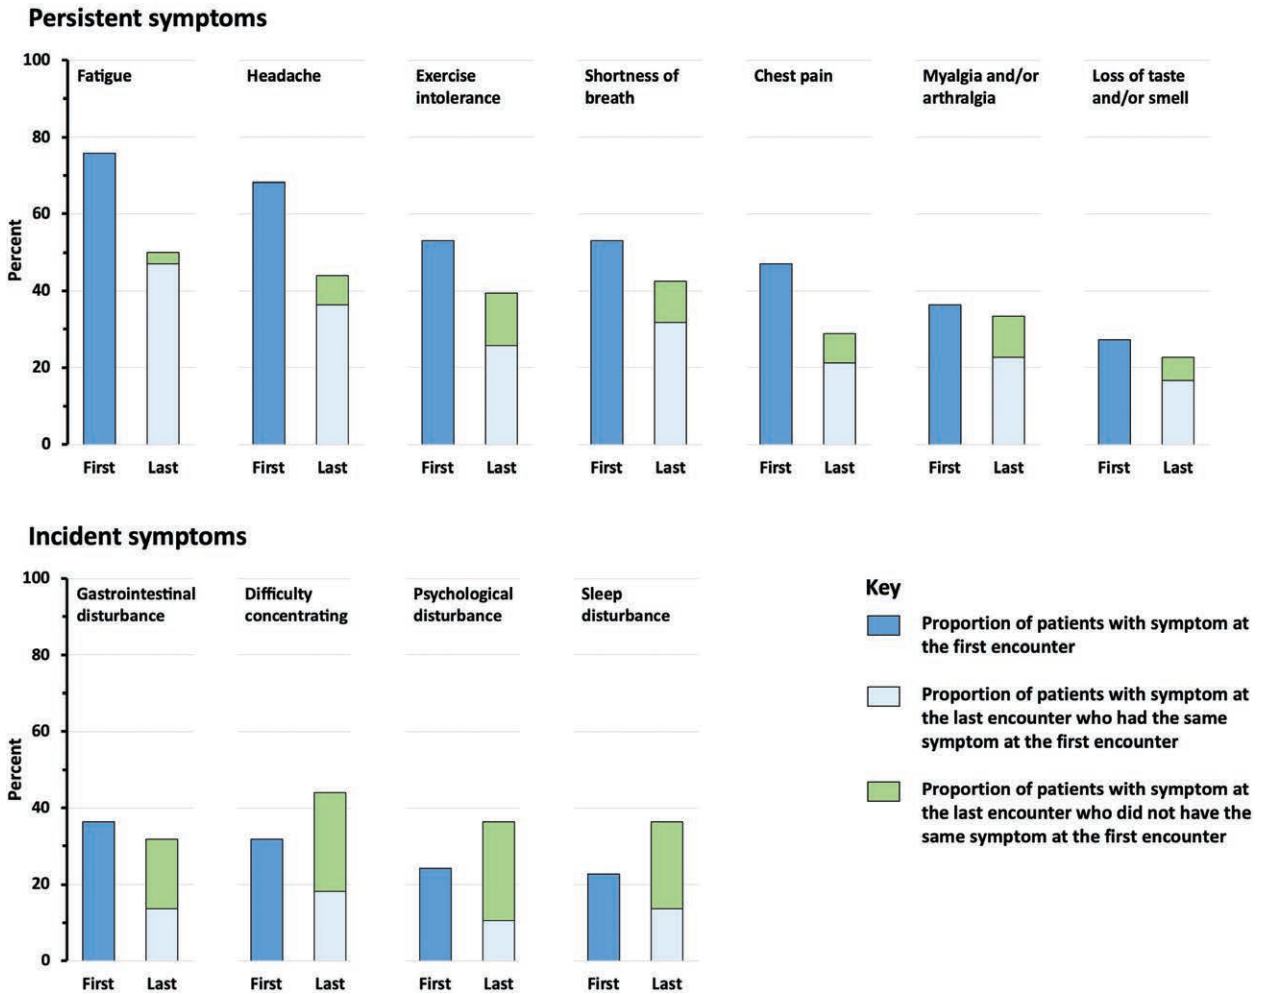 Persistent symptoms
100
80
60
40
20
0
Percent
Fatigue
Headache
Exercise
intolerance
Shortness of
breath
Chest pain
Myalgia and/or
arthralgia
Loss of taste
and/or smell
First Last First Last First Last First Last First Last First Last First Last
Incident symptoms
100
80
60
40
20
0
Percent
Gastrointestinal
disturbance
Difficulty
concentrating
Psychological
disturbance
Sleep
disturbance
First Last First Last First Last First Last
Key
Proportion of patients with symptom at
the first encounter
Proportion of patients with symptom at
the last encounter who had the same
symptom at the first encounter
Proportion of patients with symptom at
the last encounter who did not have the
same symptom at the first encounter